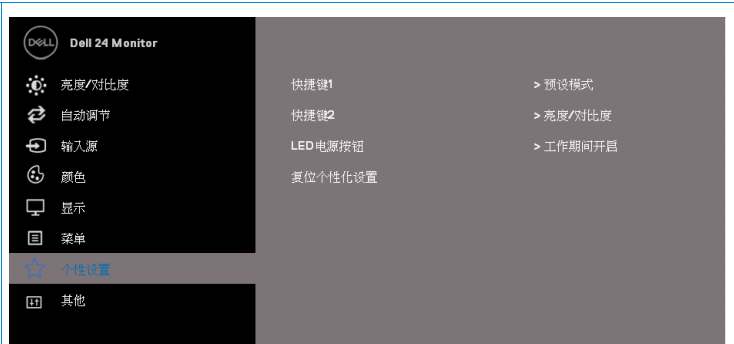 DELL Dell 24 Monitor
亮度/对比度
自动调节
输入源
颜色
显示
菜单
个性设置
其他
快捷键1 > 预设模式
快捷键2 > 亮度/对比度
LED电源按钮 > 工作期间开启
复位个性化设置